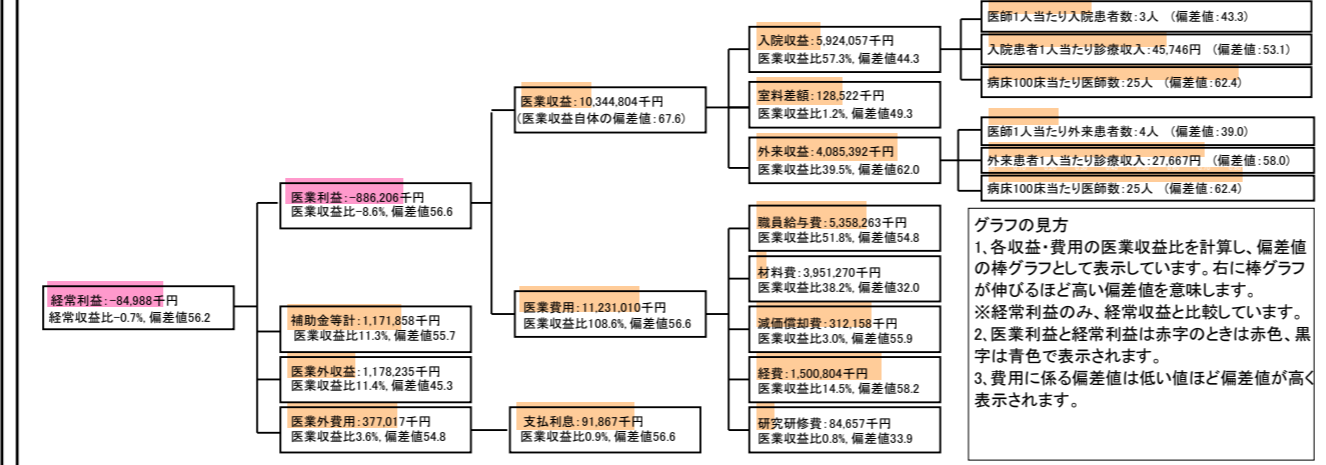 経常利益:-84,988千円
経常収益比-0.7%, 偏差値56.2
医業利益:-886,206千円
医業収益比-8.6%, 偏差値56.6
補助金等計:1,171,858千円
医業収益比11.3%, 偏差値55.7
医業外収益:1,178,235千円
医業収益比11.4%, 偏差値45.3
医業外費用:377,017千円
医業収益比3.6%, 偏差値54.8
医業収益:10,344,804千円
(医業収益自体の偏差値:67.6)
医業費用:11,231,010千円
医業収益比108.6%, 偏差値56.6
支払利息:91,867千円
医業収益比0.9%, 偏差値56.6
入院収益:5,924,057千円
医業収益比57.3%, 偏差値44.3
室料差額:128,522千円
医業収益比1.2%, 偏差値49.3
外来収益:4,085,392千円
医業収益比39.5%, 偏差値62.0
職員給与費:5,358,263千円
医業収益比51.8%, 偏差値54.8
材料費:3,951,270千円
医業収益比38.2%, 偏差値32.0
減価償却費:312,158千円
医業収益比3.0%, 偏差値55.9
経費:1,500,804千円
医業収益比14.5%, 偏差値58.2
研究研修費:84,657千円
医業収益比0.8%, 偏差値33.9
医師1人当たり入院患者数:3人 (偏差値:43.3)
入院患者1人当たり診療収入:45,746円 (偏差値:53.1)
病床100床当たり医師数:25人 (偏差値:62.4)
医師1人当たり外来患者数:4人 (偏差値:39.0)
外来患者1人当たり診療収入:27,667円 (偏差値:58.0)
病床100床当たり医師数:25人 (偏差値:62.4)
グラフの見方
1、各収益・費用の医業収益比を計算し、偏差値
の棒グラフとして表示しています。右に棒グラフ
が伸びるほど高い偏差値を意味します。
※経常利益のみ、経常収益と比較しています。
2、医業利益と経常利益は赤字のときは赤色、黒
字は青色で表示されます。
3、費用に係る偏差値は低い値ほど偏差値が高く
表示されます。